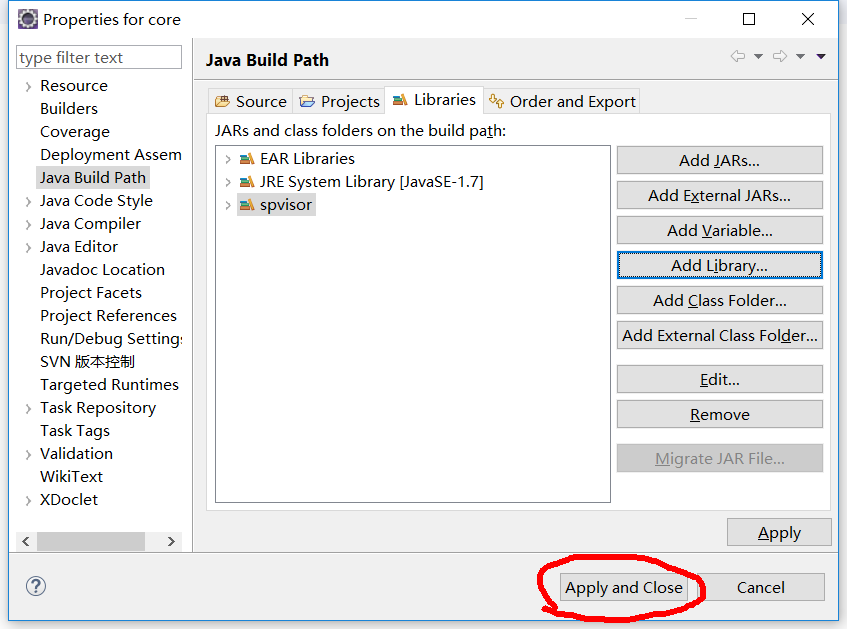 Properties for core
type filter text
Resource
Builders
Coverage
Deployment Assem
Java Build Path
Java Code Style
Java Compiler
Java Editor
Javadoc Location
Project Facets
Project References
Run/Debug Settings
SVN 版本控制
Targeted Runtimes
Task Repository
Task Tags
Validation
WikiText
XDoclet
Java Build Path
Source
Projects
Libraries
Order and Export
JARs and class folders on the build path:
EAR Libraries
JRE System Library [JavaSE-1.7]
spvisor
Add JARs...
Add External JARs...
Add Variable...
Add Library...
Add Class Folder...
Add External Class Folder...
Edit...
Remove
Migrate JAR File...
Apply
?
Apply and Close
Cancel